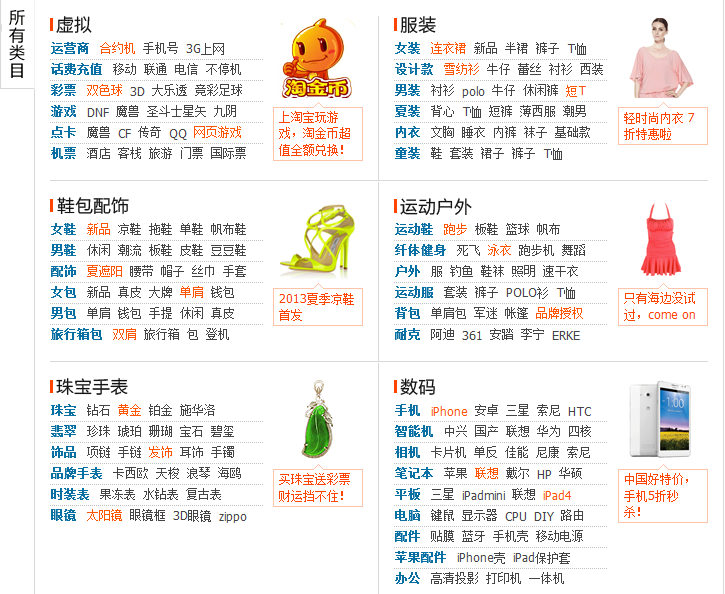 所有类目
虚拟
运营商 合约机 手机号 3G上网
话费充值 移动 联通 电信 不停机
彩票 双色球 3D 大乐透 竞彩足球
游戏 DNF 魔兽 圣斗士星矢 九阴
点卡 魔兽 CF 传奇 QQ 网页游戏
机票 酒店 客栈 旅游 门票 国际票
淘金币
上淘宝玩游
戏，淘金币超
值全额兑换！
服装
女装 连衣裙 新品 半裙 裤子 T恤
设计款 雪纺衫 牛仔 蕾丝 衬衫 西装
男装 衬衫 polo 牛仔 休闲裤 短T
夏装 背心 T恤 短裤 薄西服 潮男
内衣 文胸 睡衣 内裤 袜子 基础款
童装 鞋 套装 裙子 裤子 T恤
轻时尚内衣 7
折特惠啦
鞋包配饰
女鞋 新品 凉鞋 拖鞋 单鞋 帆布鞋
男鞋 休闲 潮流 板鞋 皮鞋 豆豆鞋
配饰 夏遮阳 腰带 帽子 丝巾 手套
女包 新品 真皮 大牌 单肩 钱包
男包 单肩 钱包 手提 休闲 真皮
旅行箱包 双肩 旅行箱 包 登机
2013夏季凉鞋
首发
运动户外
运动鞋 跑步 板鞋 篮球 帆布
纤体健身 死飞 泳衣 跑步机 舞蹈
户外 服 钓鱼 鞋袜 照明 速干衣
运动服 套装 裤子 POLO衫 T恤
背包 单肩包 军迷 帐篷 品牌授权
耐克 阿迪 361 安踏 李宁 ERKE
只有海边没试
过，come on
珠宝手表
珠宝 钻石 黄金 铂金 施华洛
翡翠 珍珠 琥珀 珊瑚 宝石 碧玺
饰品 项链 手链 发饰 耳饰 手镯
品牌手表 卡西欧 天梭 浪琴 海鸥
时装表 果冻表 水钻表 复古表
眼镜 太阳镜 眼镜框 3D眼镜 zippo
买珠宝送彩票
财运挡不住！
数码
手机 iPhone 安卓 三星 索尼 HTC
智能机 中兴 国产 联想 华为 四核
相机 卡片机 单反 佳能 尼康 索尼
笔记本 苹果 联想 戴尔 HP 华硕
平板 三星 iPadmini 联想 iPad4
电脑 键鼠 显示器 CPU DIY 路由
配件 贴膜 蓝牙 手机壳 移动电源
苹果配件 iPhone壳 iPad保护套
办公 高清投影 打印机 一体机
中国好特价，
手机5折秒
杀！